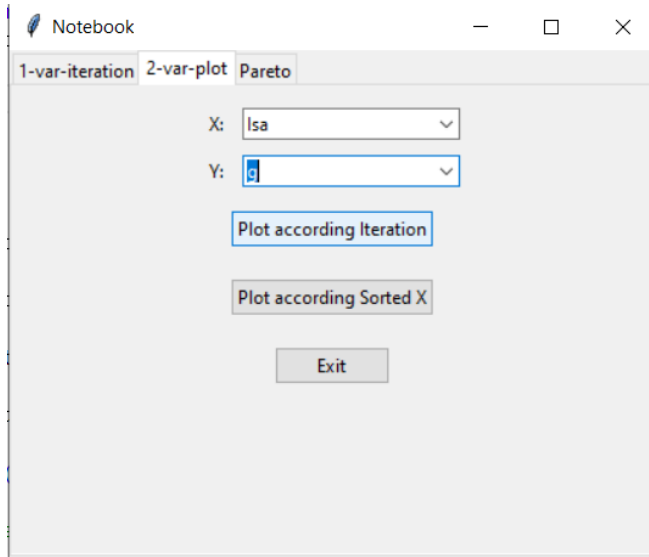 Notebook
1-var-iteration 2-var-plot Pareto
X: lsa
Y: g
Plot according Iteration
Plot according Sorted X
Exit